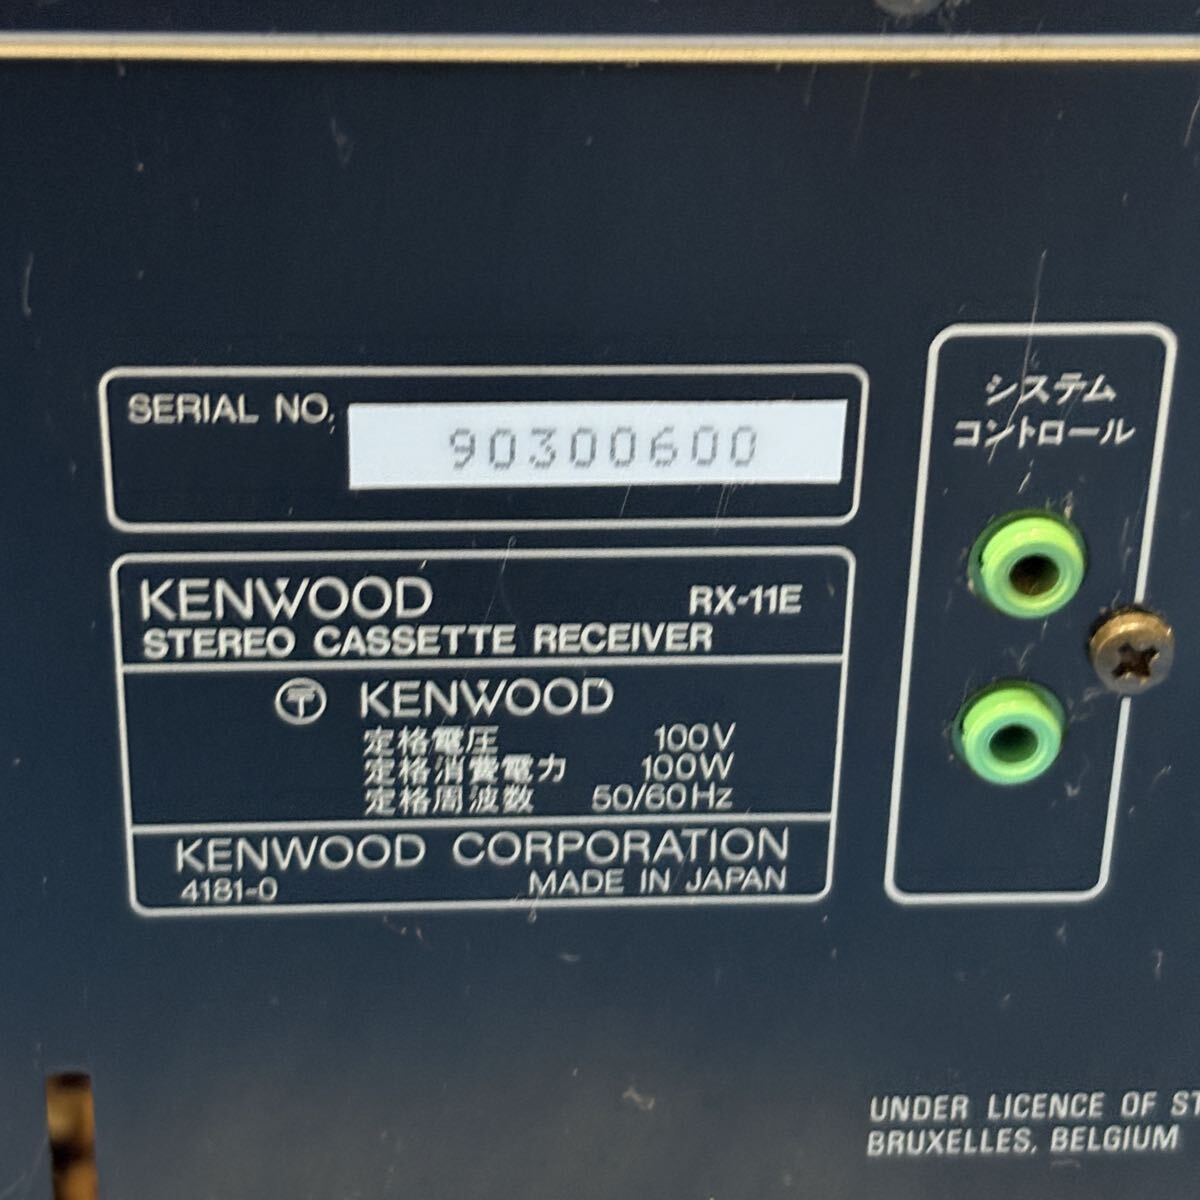 SERIAL NO.
90300600
システム
コントロール
KENWOOD RX-11E
STEREO CASSETTE RECEIVER
〒 KENWOOD
定格電圧 100V
定格消費電力 100W
定格周波数 50/60Hz
KENWOOD CORPORATION
4181-0 MADE IN JAPAN
UNDER LICENCE OF ST
BRUXELLES, BELGIUM